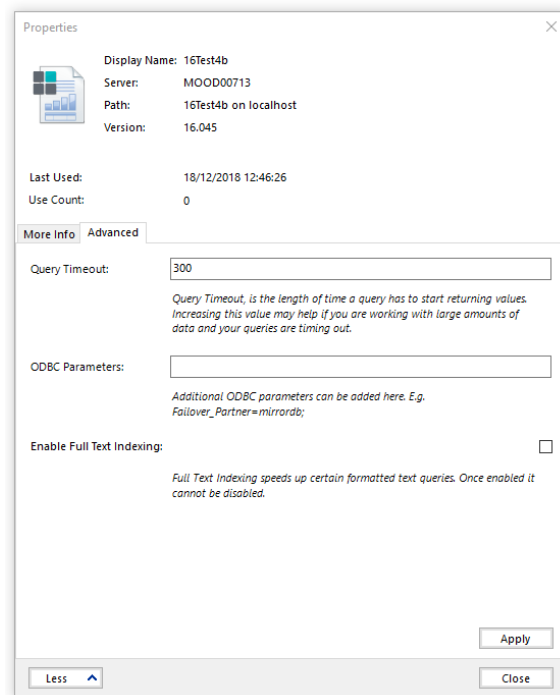 Properties
Display Name: 16Test4b
Server: MOOD00713
Path: 16Test4b on localhost
Version: 16.045
Last Used: 18/12/2018 12:46:26
Use Count: 0
More Info Advanced
Query Timeout: 300
Query Timeout, is the length of time a query has to start returning values.
Increasing this value may help if you are working with large amounts of
data and your queries are timing out.
ODBC Parameters:
Additional ODBC parameters can be added here. E.g.
Failover_Partner=mirrordb;
Enable Full Text Indexing:
Full Text Indexing speeds up certain formatted text queries. Once enabled it
cannot be disabled.
Apply
Less Close